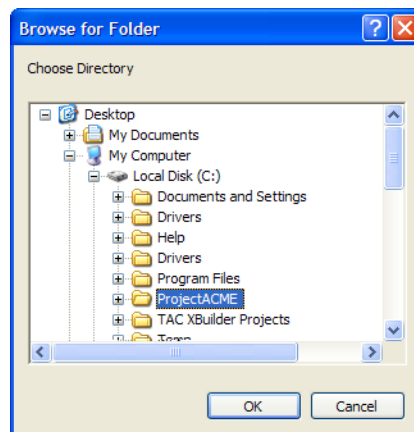 Browse for Folder
Choose Directory
Desktop
My Documents
My Computer
Local Disk (C:)
Documents and Settings
Drivers
Help
Drivers
Program Files
ProjectACME
TAC XBuilder Projects
Temp
OK Cancel